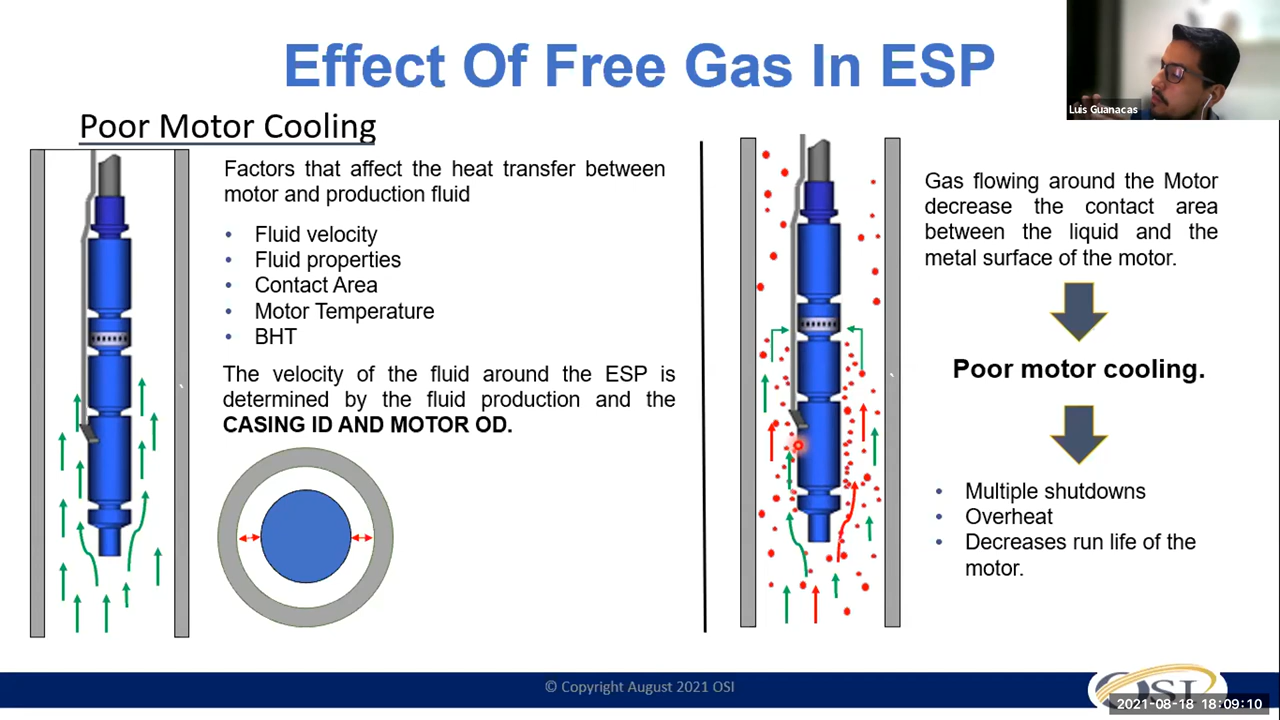 Effect Of Free Gas In ESP
Luis Guanacas
Poor Motor Cooling
Factors that affect the heat transfer between
motor and production fluid
• Fluid velocity
• Fluid properties
• Contact Area
• Motor Temperature
• BHT
The velocity of the fluid around the ESP is
determined by the fluid production and the
CASING ID AND MOTOR OD.
Gas flowing around the Motor
decrease the contact area
between the liquid and the
metal surface of the motor.
Poor motor cooling.
• Multiple shutdowns
• Overheat
• Decreases run life of the
motor.
© Copyright August 2021 OSI
OSI
2021-08-18 18:09:10